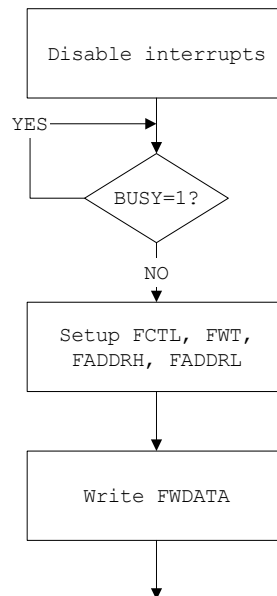 Disable interrupts
YES
BUSY=1?
NO
Setup FCTL, FWT,
FADDRH, FADDRL
Write FWDATA